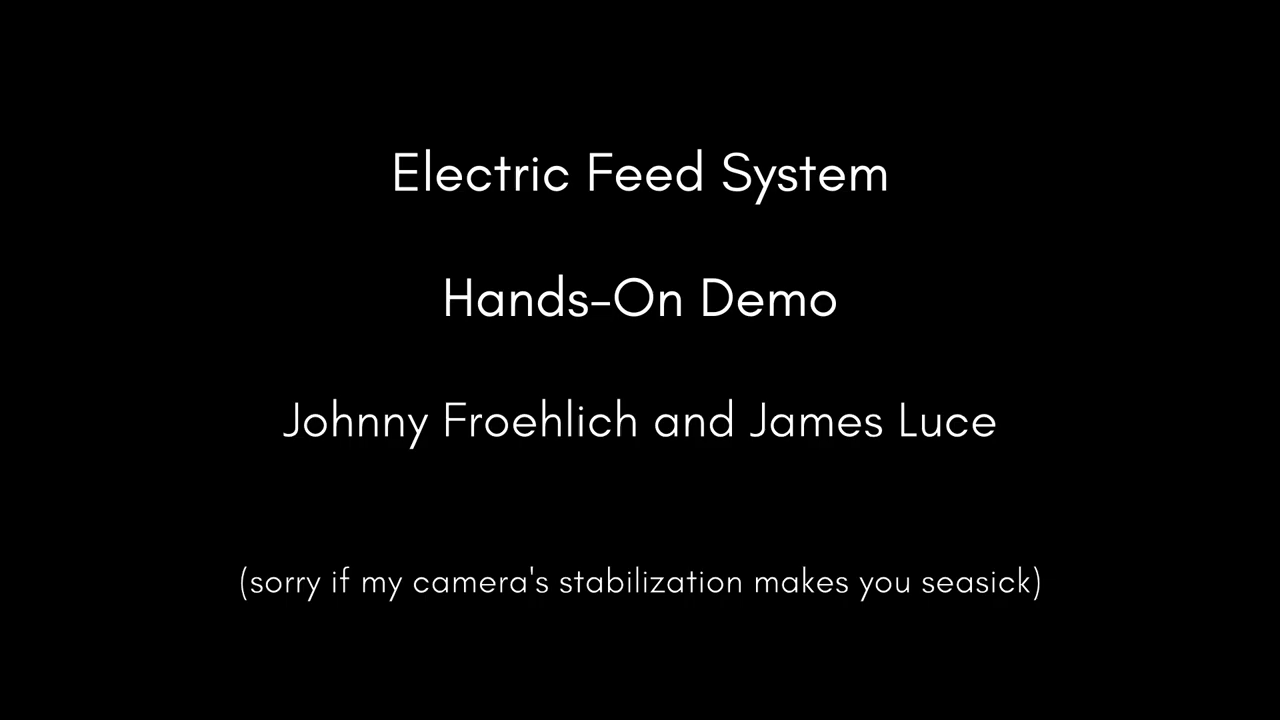 Electric Feed System
Hands-On Demo
Johnny Froehlich and James Luce
(sorry if my camera's stabilization makes you seasick)